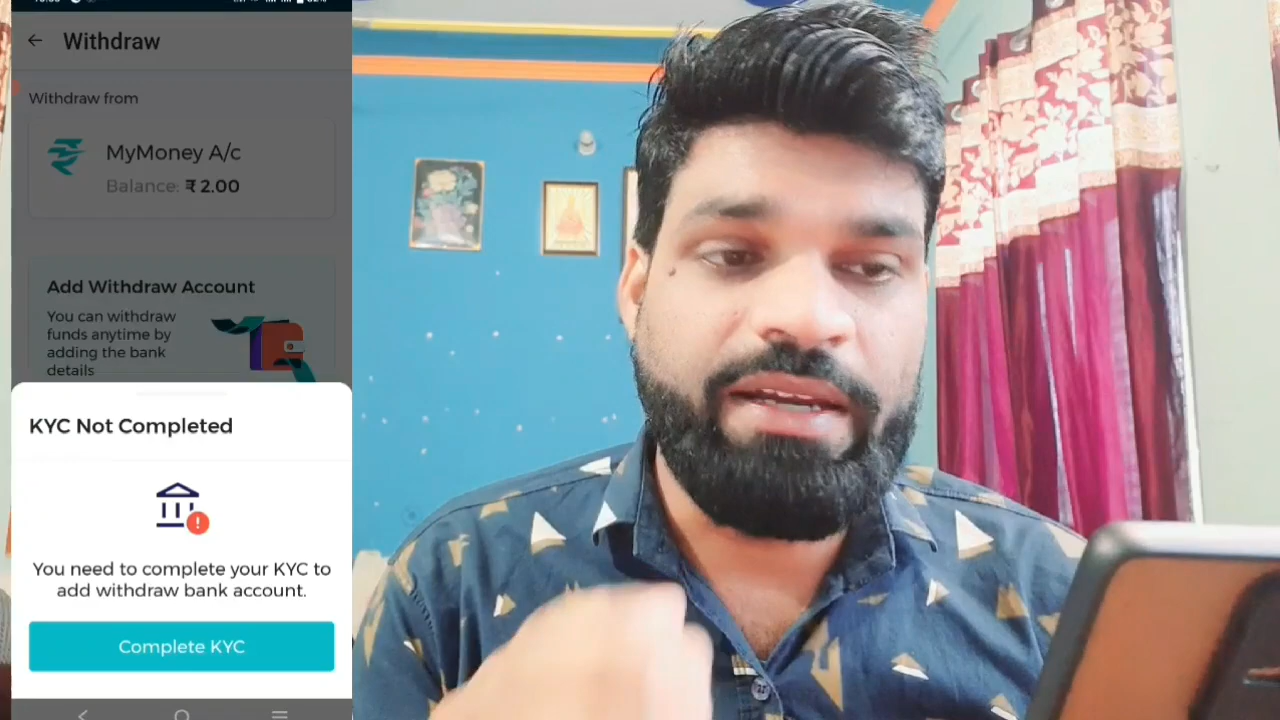 Withdraw
Withdraw from
MyMoney A/c
Balance: ₹ 2.00
Add Withdraw Account
You can withdraw
funds anytime by
adding the bank
details
KYC Not Completed
You need to complete your KYC to
add withdraw bank account.
Complete KYC